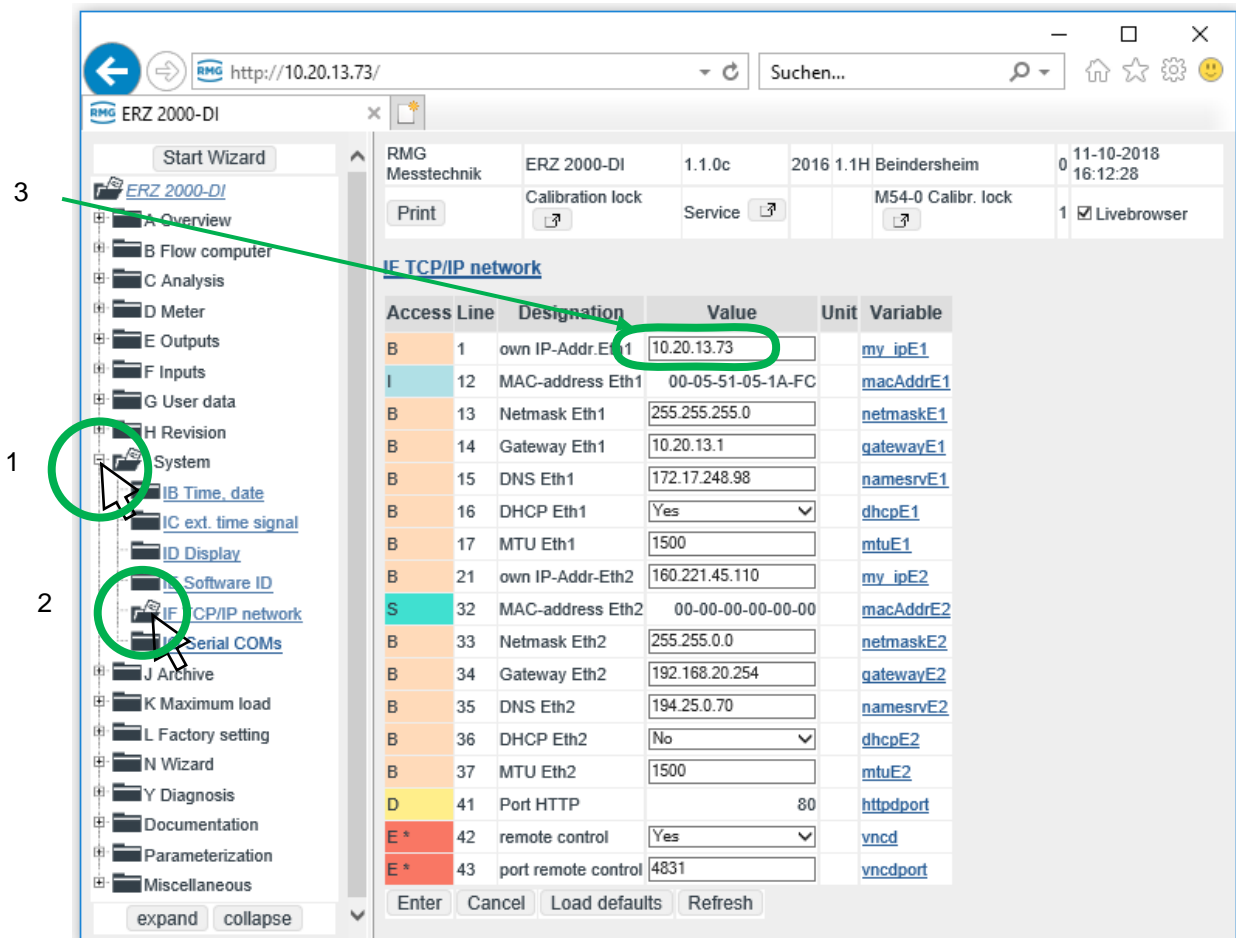 http://10.20.13.73/
Suchen...
RMG ERZ 2000-DI
Start Wizard
ERZ 2000-DI
A Overview
B Flow computer
C Analysis
D Meter
E Outputs
F Inputs
G User data
H Revision
System
IB Time, date
IC ext. time signal
ID Display
IE Software ID
IF TCP/IP network
Serial COMs
J Archive
K Maximum load
L Factory setting
N Wizard
Y Diagnosis
Documentation
Parameterization
Miscellaneous
expand collapse
3
1
2
RMG Messtechnik ERZ 2000-DI 1.1.0c 2016 1.1H Beindersheim 0 11-10-2018 16:12:28
Print Calibration lock Service M54-0 Calibr. lock 1 Livebrowser
IF TCP/IP network
Access Line Designation Value Unit Variable
B 1 own IP-Addr.Eth1 10.20.13.73 my_ipE1
I 12 MAC-address Eth1 00-05-51-05-1A-FC macAddrE1
B 13 Netmask Eth1 255.255.255.0 netmaskE1
B 14 Gateway Eth1 10.20.13.1 gatewayE1
B 15 DNS Eth1 172.17.248.98 namesrvE1
B 16 DHCP Eth1 Yes dhcpE1
B 17 MTU Eth1 1500 mtuE1
B 21 own IP-Addr-Eth2 160.221.45.110 my_ipE2
S 32 MAC-address Eth2 00-00-00-00-00-00 macAddrE2
B 33 Netmask Eth2 255.255.0.0 netmaskE2
B 34 Gateway Eth2 192.168.20.254 gatewayE2
B 35 DNS Eth2 194.25.0.70 namesrvE2
B 36 DHCP Eth2 No dhcpE2
B 37 MTU Eth2 1500 mtuE2
D 41 Port HTTP 80 httpdport
E * 42 remote control Yes vncd
E * 43 port remote control 4831 vncdport
Enter Cancel Load defaults Refresh